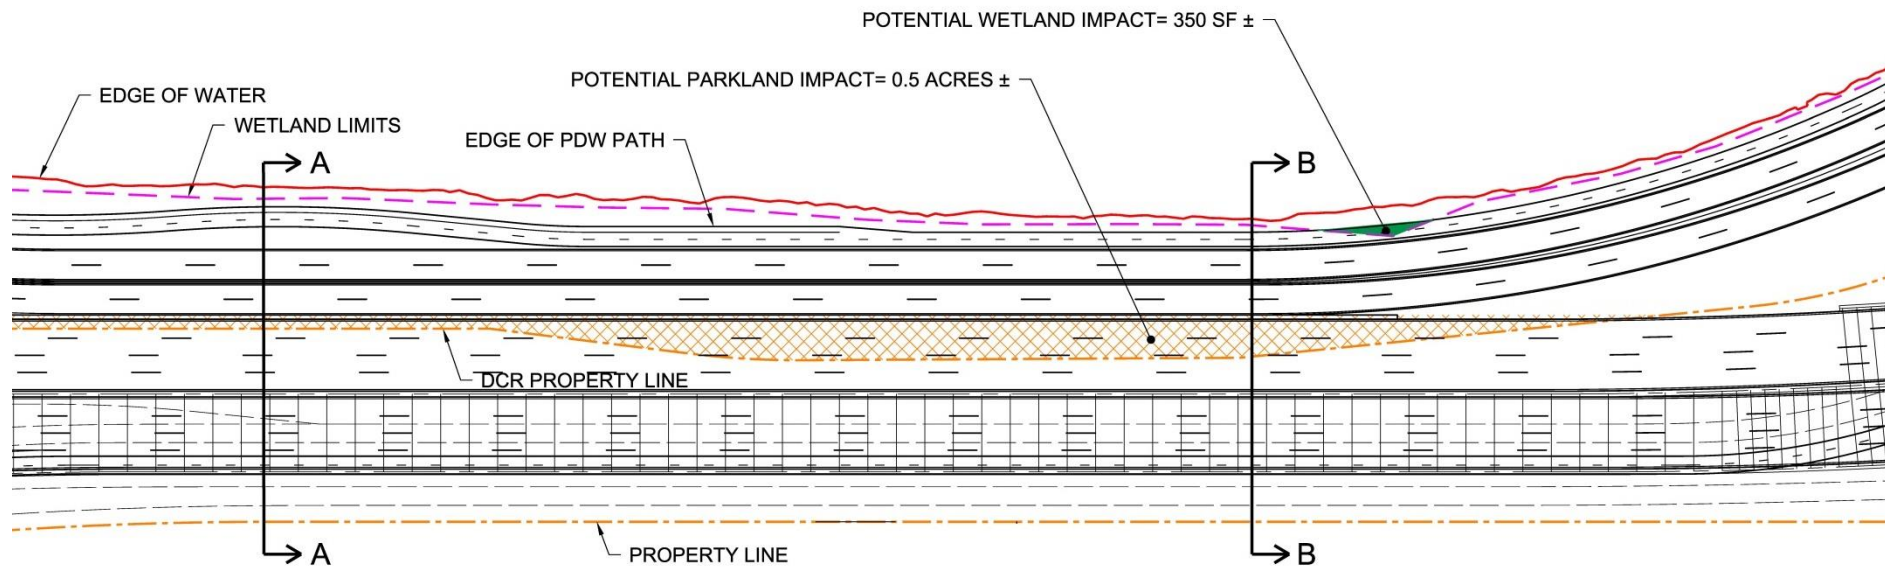 POTENTIAL WETLAND IMPACT= 350 SF ±
POTENTIAL PARKLAND IMPACT= 0.5 ACRES ±
EDGE OF WATER
WETLAND LIMITS
EDGE OF PDW PATH
A
B
DCR PROPERTY LINE
A
PROPERTY LINE
B